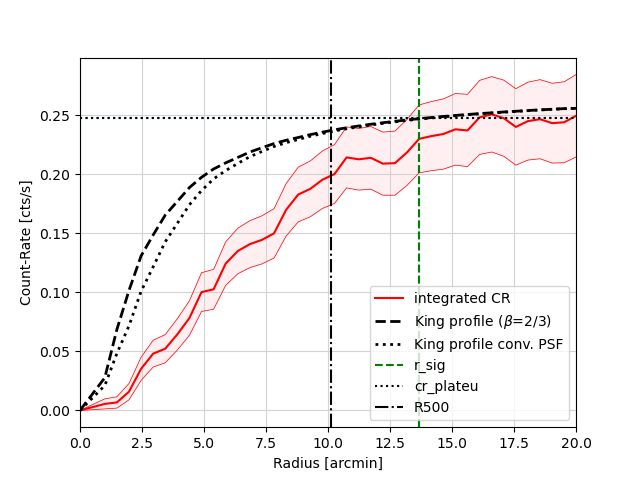 0.25
0.20
0.15
0.10
0.05
0.00
Count-Rate [cts/s]
integrated CR
King profile (β=2/3)
King profile conv. PSF
r_sig
cr_plateu
R500
0.0 2.5 5.0 7.5 10.0 12.5 15.0 17.5 20.0
Radius [arcmin]